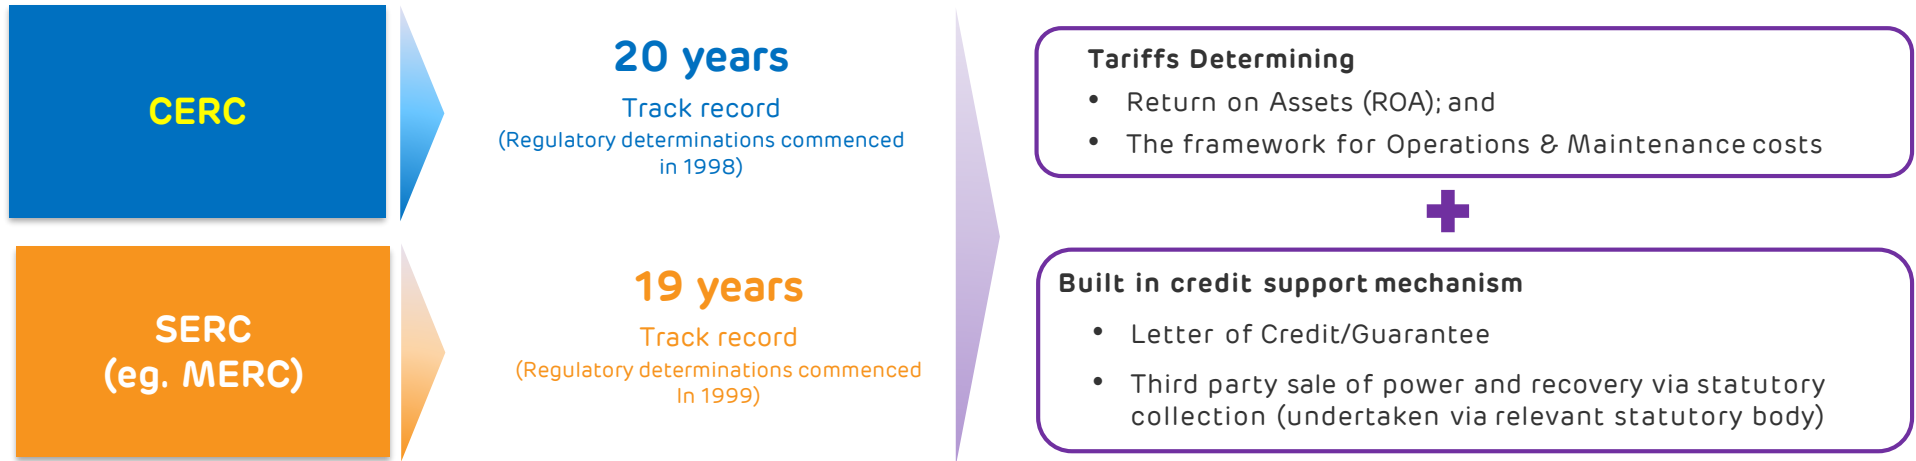 CERC
20 years
Track record
(Regulatory determinations commenced
in 1998)
SERC
(eg. MERC)
19 years
Track record
(Regulatory determinations commenced
In 1999)
Tariffs Determining
• Return on Assets (ROA); and
• The framework for Operations & Maintenance costs
Built in credit support mechanism
• Letter of Credit/Guarantee
• Third party sale of power and recovery via statutory
collection (undertaken via relevant statutory body)